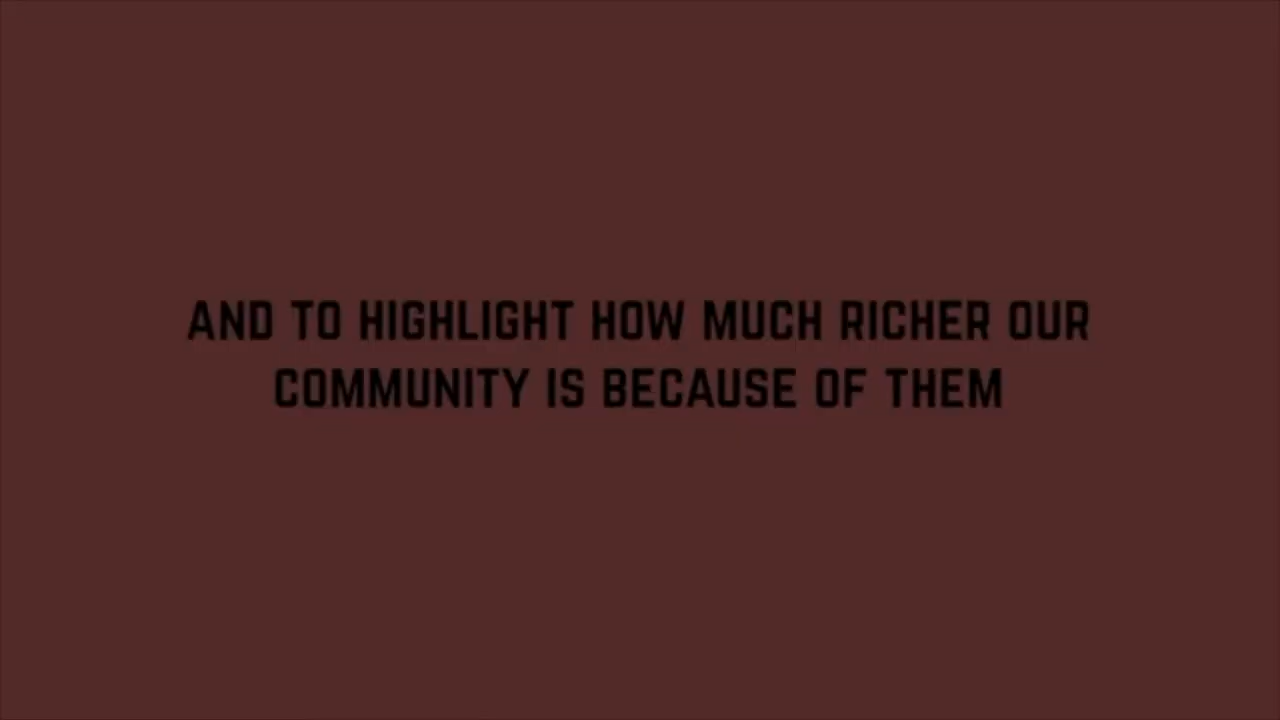 AND TO HIGHLIGHT HOW MUCH RICHER OUR
COMMUNITY IS BECAUSE OF THEM